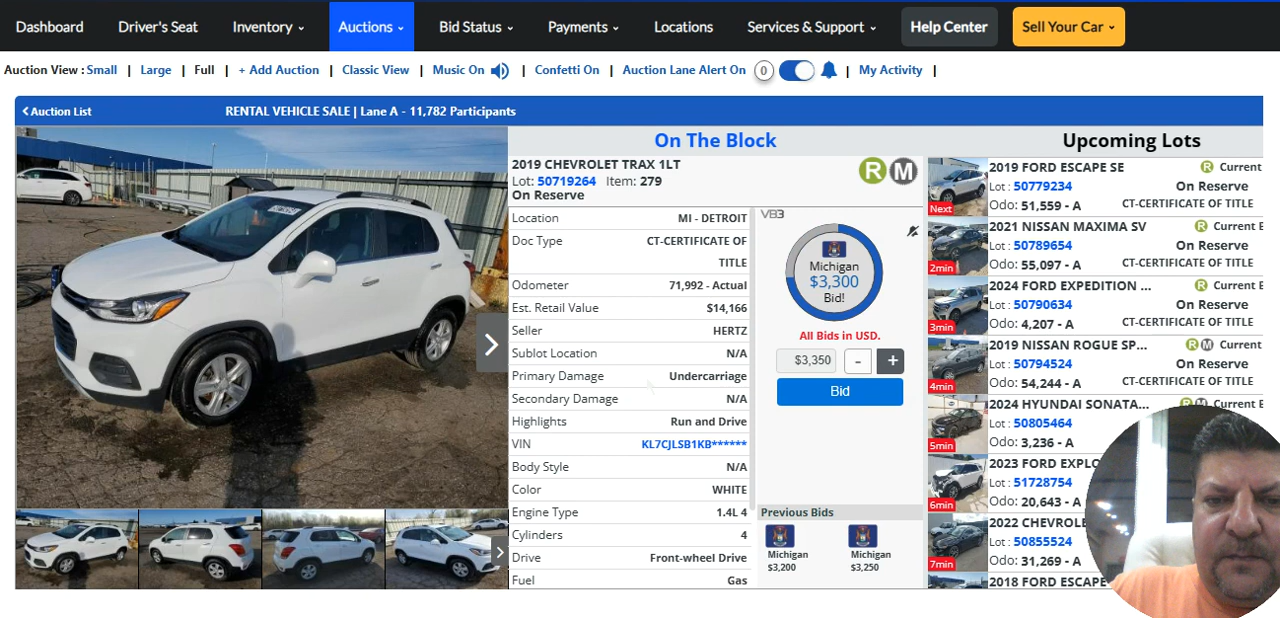 Dashboard Driver's Seat Inventory Auctions Bid Status Payments Locations Services & Support Help Center Sell Your Car
Auction View : Small | Large | Full | + Add Auction | Classic View | Music On | Confetti On | Auction Lane Alert On 0 | My Activity |
Auction List RENTAL VEHICLE SALE | Lane A - 11,782 Participants
On The Block
2019 CHEVROLET TRAX 1LT
Lot: 50719264 Item: 279
On Reserve
R M
Location MI - DETROIT
Doc Type CT-CERTIFICATE OF
TITLE
Odometer 71,992 - Actual
Est. Retail Value $14,166
Seller HERTZ
Sublot Location N/A
Primary Damage Undercarriage
Secondary Damage N/A
Highlights Run and Drive
VIN KL7CJLSB1KB******
Body Style N/A
Color WHITE
Engine Type 1.4L 4
Cylinders 4
Drive Front-wheel Drive
Fuel Gas
VB3
Michigan
$3,300
Bid!
All Bids in USD.
$3,350 - +
Bid
Previous Bids
Michigan Michigan
$3,200 $3,250
Upcoming Lots
2019 FORD ESCAPE SE R Current
Lot : 50779234 On Reserve
Next Odo: 51,559 - A CT-CERTIFICATE OF TITLE
2021 NISSAN MAXIMA SV R Current E
Lot : 50789654 On Reserve
2min Odo: 55,097 - A CT-CERTIFICATE OF TITLE
2024 FORD EXPEDITION ... R Current E
Lot : 50790634 On Reserve
3min Odo: 4,207 - A CT-CERTIFICATE OF TITLE
2019 NISSAN ROGUE SP... R M Current
Lot : 50794524 On Reserve
4min Odo: 54,244 - A CT-CERTIFICATE OF TITLE
2024 HYUNDAI SONATA... R M Current E
Lot : 50805464
5min Odo: 3,236 - A
2023 FORD EXPLO
Lot : 51728754
6min Odo: 20,643 - A
2022 CHEVROLE
Lot : 50855524
7min Odo: 31,269 - A
2018 FORD ESCAPE